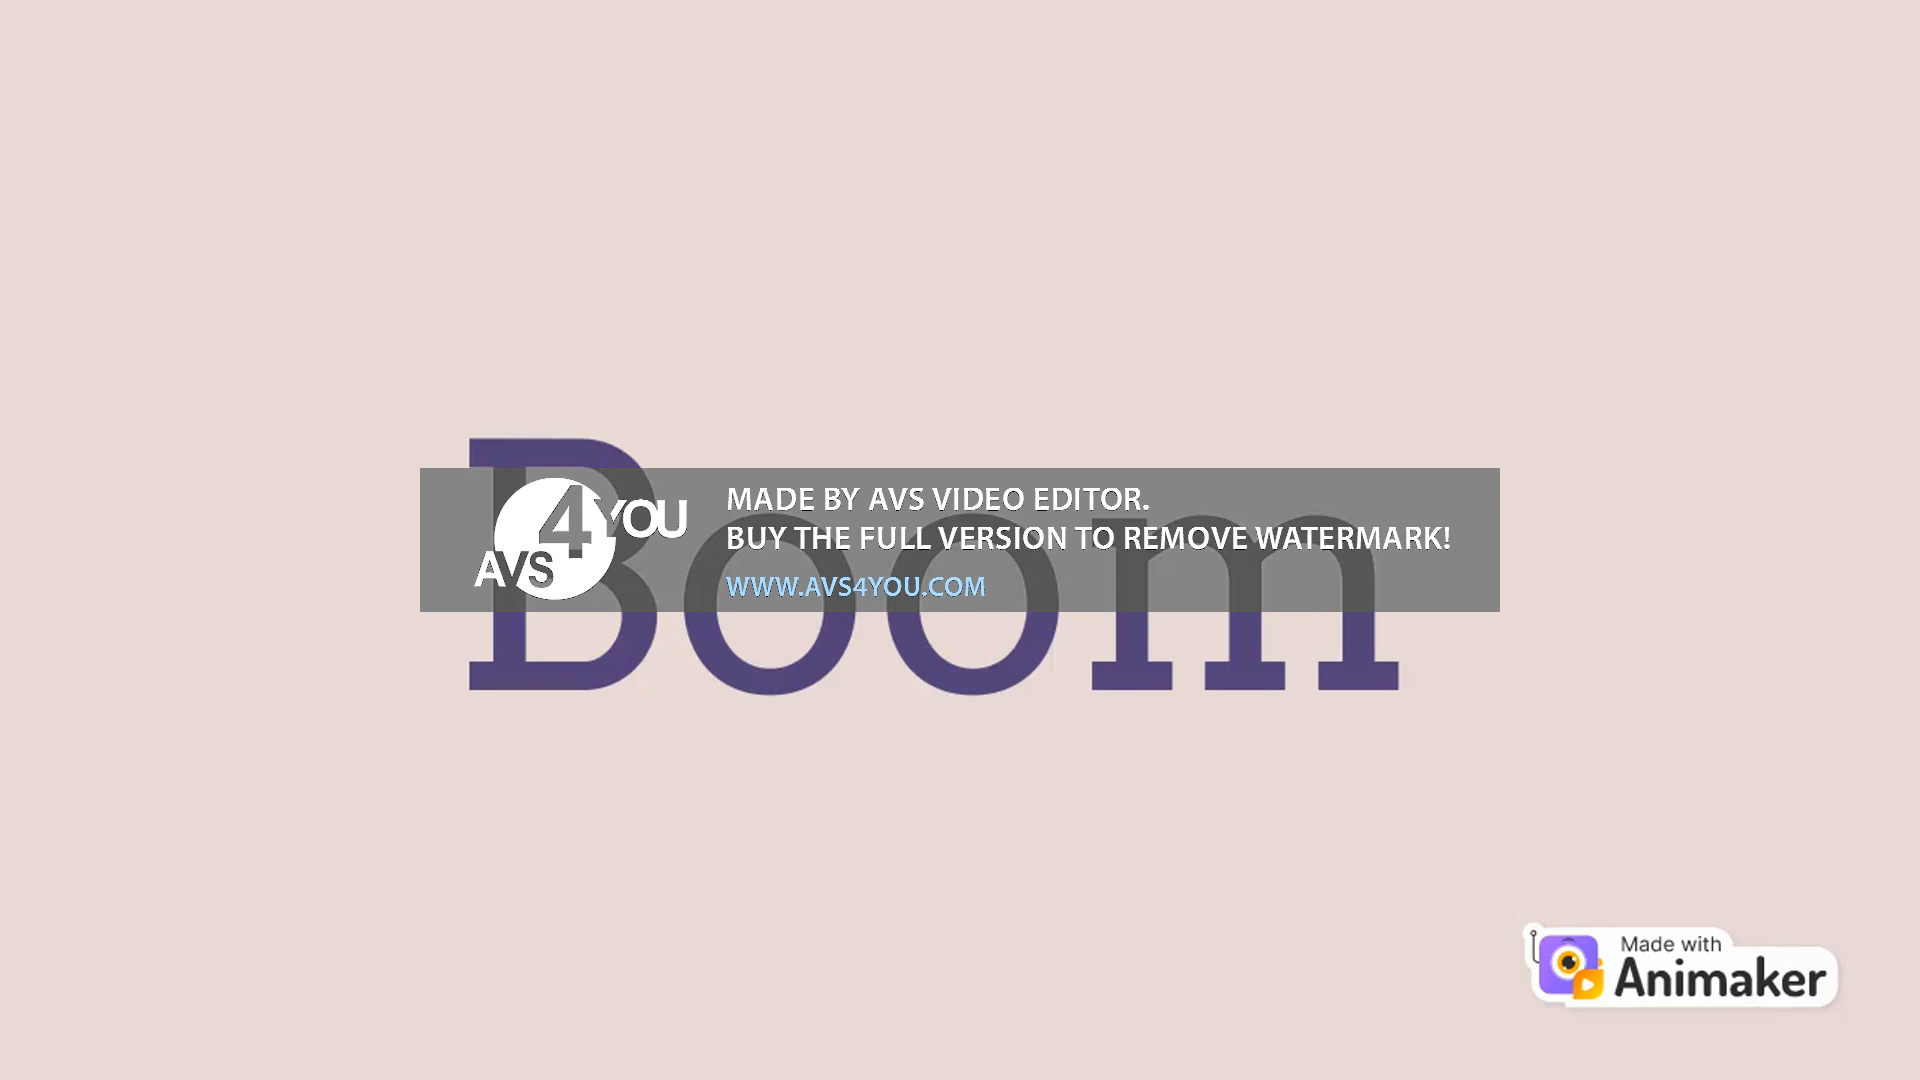 Boom
AVS4YOU
MADE BY AVS VIDEO EDITOR.
BUY THE FULL VERSION TO REMOVE WATERMARK!
WWW.AVS4YOU.COM
Made with
Animaker